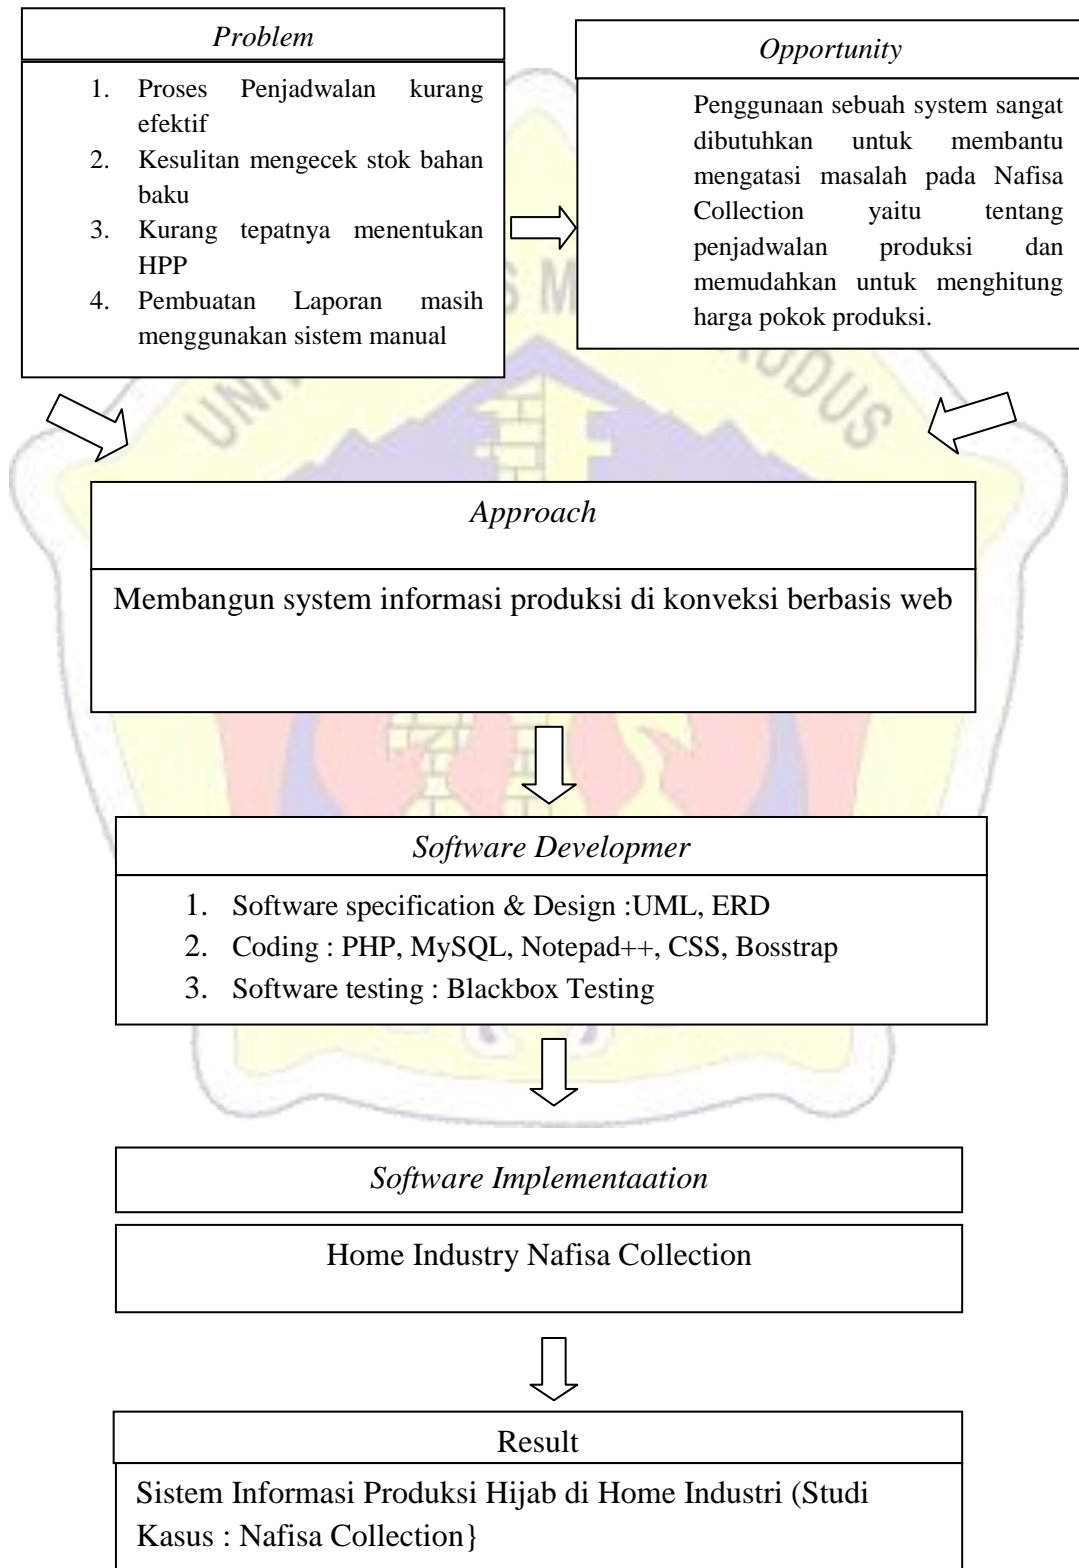 Problem
1. Proses Penjadwalan kurang
efektif
2. Kesulitan mengecek stok bahan
baku
3. Kurang tepatnya menentukan
HPP
4. Pembuatan Laporan masih
menggunakan sistem manual
Opportunity
Penggunaan sebuah system sangat
dibutuhkan untuk membantu
mengatasi masalah pada Nafisa
Collection yaitu tentang
penjadwalan produksi dan
memudahkan untuk menghitung
harga pokok produksi.
Approach
Membangun system informasi produksi di konveksi berbasis web
Software Developmer
1. Software specification & Design :UML, ERD
2. Coding : PHP, MySQL, Notepad++, CSS, Bosstrap
3. Software testing : Blackbox Testing
Software Implementaation
Home Industry Nafisa Collection
Result
Sistem Informasi Produksi Hijab di Home Industri (Studi
Kasus : Nafisa Collection}